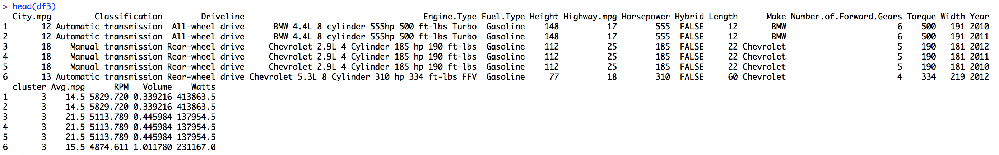 > head(df3)
  City.mpg         Classification        Driveline                                    Engine.Type Fuel.Type Height Highway.mpg Horsepower Hybrid Length      Make Number.of.Forward.Gears Torque Width Year
1       12 Automatic transmission  All-wheel drive      BMW 4.4L 8 cylinder 555hp 500 ft-lbs Turbo  Gasoline    148          17        555  FALSE     12       BMW                       6    500   191 2010
2       12 Automatic transmission  All-wheel drive      BMW 4.4L 8 cylinder 555hp 500 ft-lbs Turbo  Gasoline    148          17        555  FALSE     12       BMW                       6    500   191 2011
3       18    Manual transmission Rear-wheel drive     Chevrolet 2.9L 4 Cylinder 185 hp 190 ft-lbs  Gasoline    112          25        185  FALSE     22 Chevrolet                       5    190   181 2012
4       18    Manual transmission Rear-wheel drive     Chevrolet 2.9L 4 Cylinder 185 hp 190 ft-lbs  Gasoline    112          25        185  FALSE     22 Chevrolet                       5    190   181 2011
5       18    Manual transmission Rear-wheel drive     Chevrolet 2.9L 4 Cylinder 185 hp 190 ft-lbs  Gasoline    112          25        185  FALSE     22 Chevrolet                       5    190   181 2010
6       13 Automatic transmission Rear-wheel drive Chevrolet 5.3L 8 Cylinder 310 hp 334 ft-lbs FFV  Gasoline     77          18        310  FALSE     60 Chevrolet                       4    334   219 2012
  cluster Avg.mpg      RPM   Volume    Watts
1       3    14.5 5829.720 0.339216 413863.5
2       3    14.5 5829.720 0.339216 413863.5
3       3    21.5 5113.789 0.445984 137954.5
4       3    21.5 5113.789 0.445984 137954.5
5       3    21.5 5113.789 0.445984 137954.5
6       3    15.5 4874.611 1.011780 231167.0